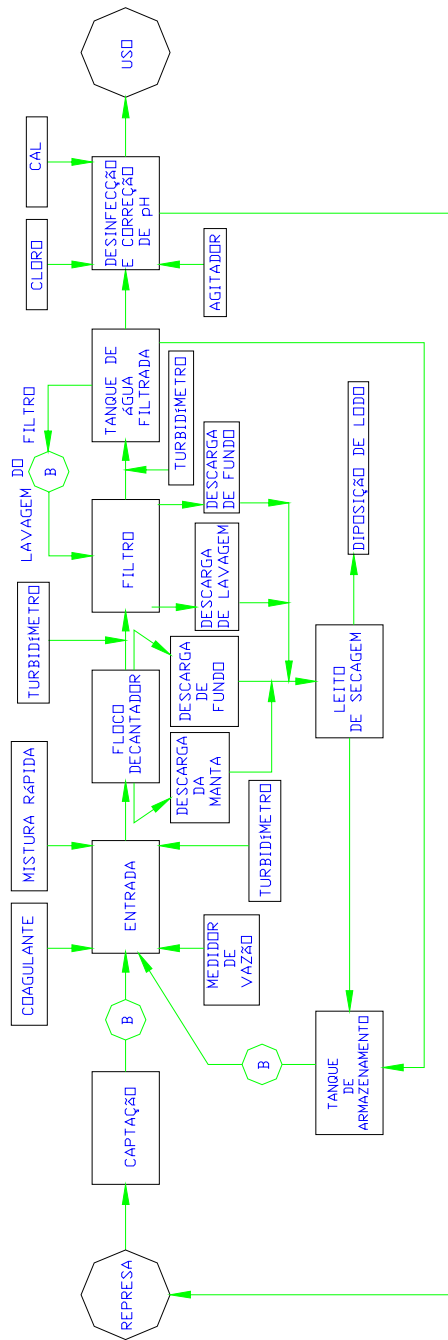 COAGULANTE
MISTURA RÁPIDA
TURBIDÍMETRO
LAVAGEM DO FILTRO
B
CLORO
CAL
REPRESA
CAPTAÇÃO
B
ENTRADA
FLOCO
DECANTADOR
FILTRO
TANQUE DE
ÁGUA
FILTRADA
DESINFECÇÃO
E CORREÇÃO
DE pH
USO
MEDIDOR
DE
VAZÃO
TURBIDÍMETRO
DESCARGA
DA
MANTA
DESCARGA
DE
FUNDO
DESCARGA
DE LAVAGEM
DESCARGA
DE FUNDO
TURBIDÍMETRO
AGITADOR
B
TANQUE
DE
ARMAZENAMENTO
LEITO
DE SECAGEM
DIPOSIÇÃO DE LODO